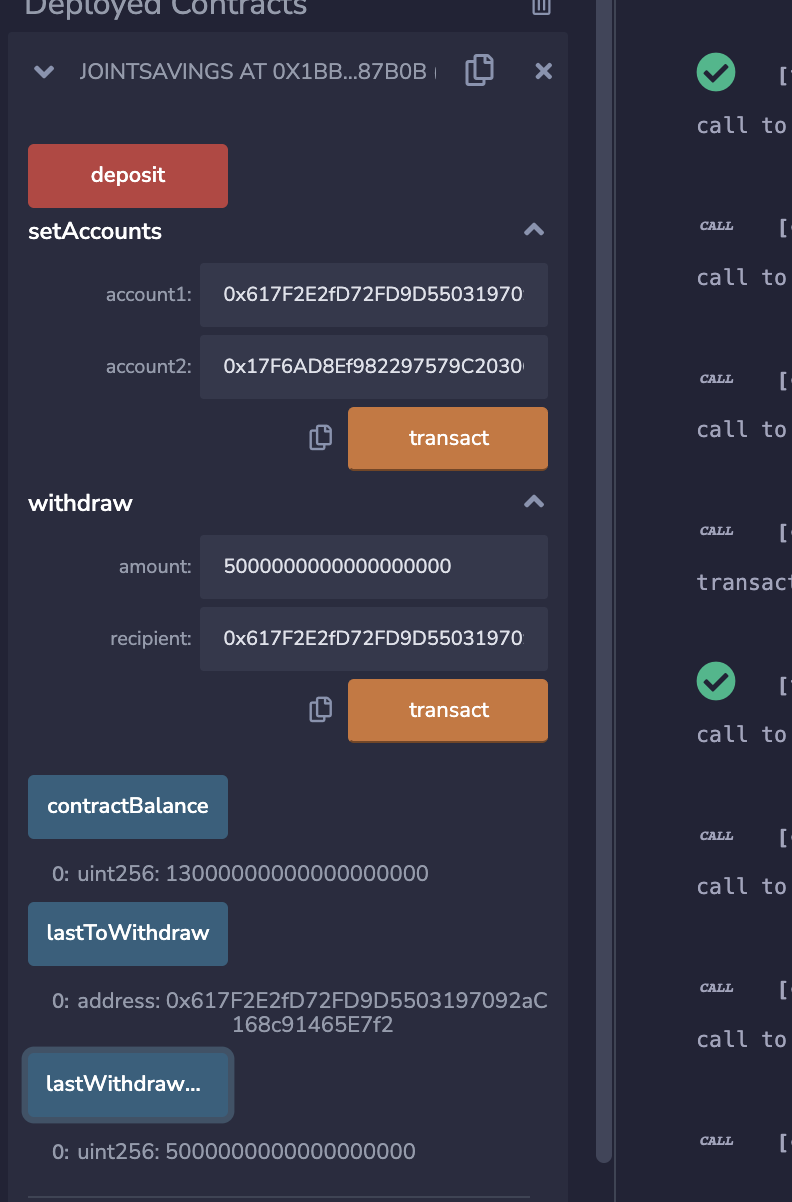 Deployed Contracts
JOINTSAVINGS AT 0X1BB...87B0B (
deposit
setAccounts
account1: 0x617F2E2fD72FD9D55031970
account2: 0x17F6AD8Ef982297579C2030
transact
withdraw
amount: 5000000000000000000
recipient: 0x617F2E2fD72FD9D55031970
transact
contractBalance
0: uint256: 13000000000000000000
lastToWithdraw
0: address: 0x617F2E2fD72FD9D5503197092aC
168c91465E7f2
lastWithdraw...
0: uint256: 5000000000000000000
[
call to
CALL [
call to
CALL [
call to
CALL [
transact
[
call to
CALL [
call to
CALL [
call to
CALL [